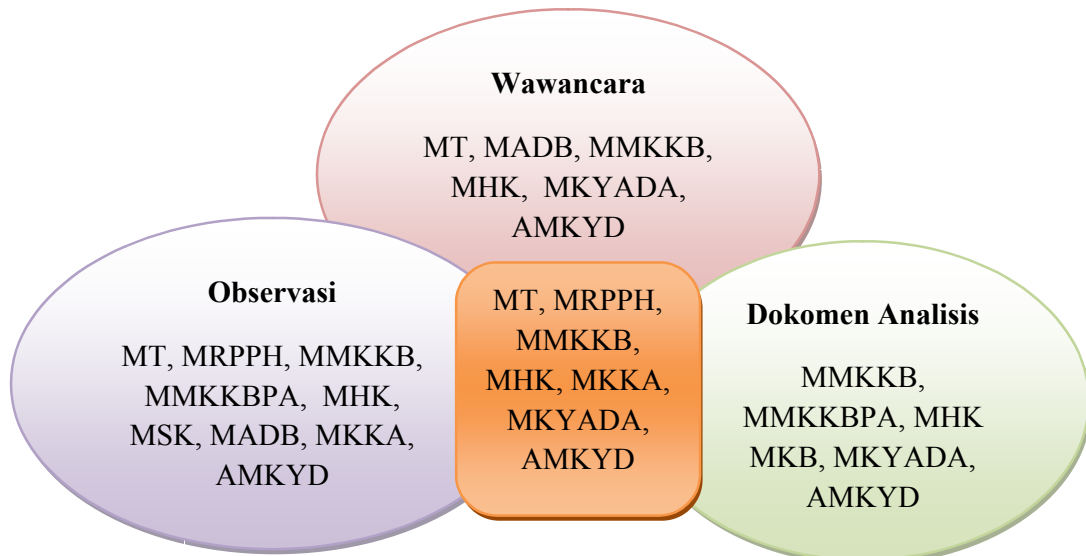 Wawancara
MT, MADB, MMKKB,
MHK, MKYADA,
AMKYD
Observasi
MT, MRPPH, MMKKB,
MMKKBPA, MHK,
MSK, MADB, MKKA,
AMKYD
MT, MRPPH,
MMKKB,
MHK, MKKA,
MKYADA,
AMKYD
Dokomen Analisis
MMKKB,
MMKKBPA, MHK
MKB, MKYADA,
AMKYD